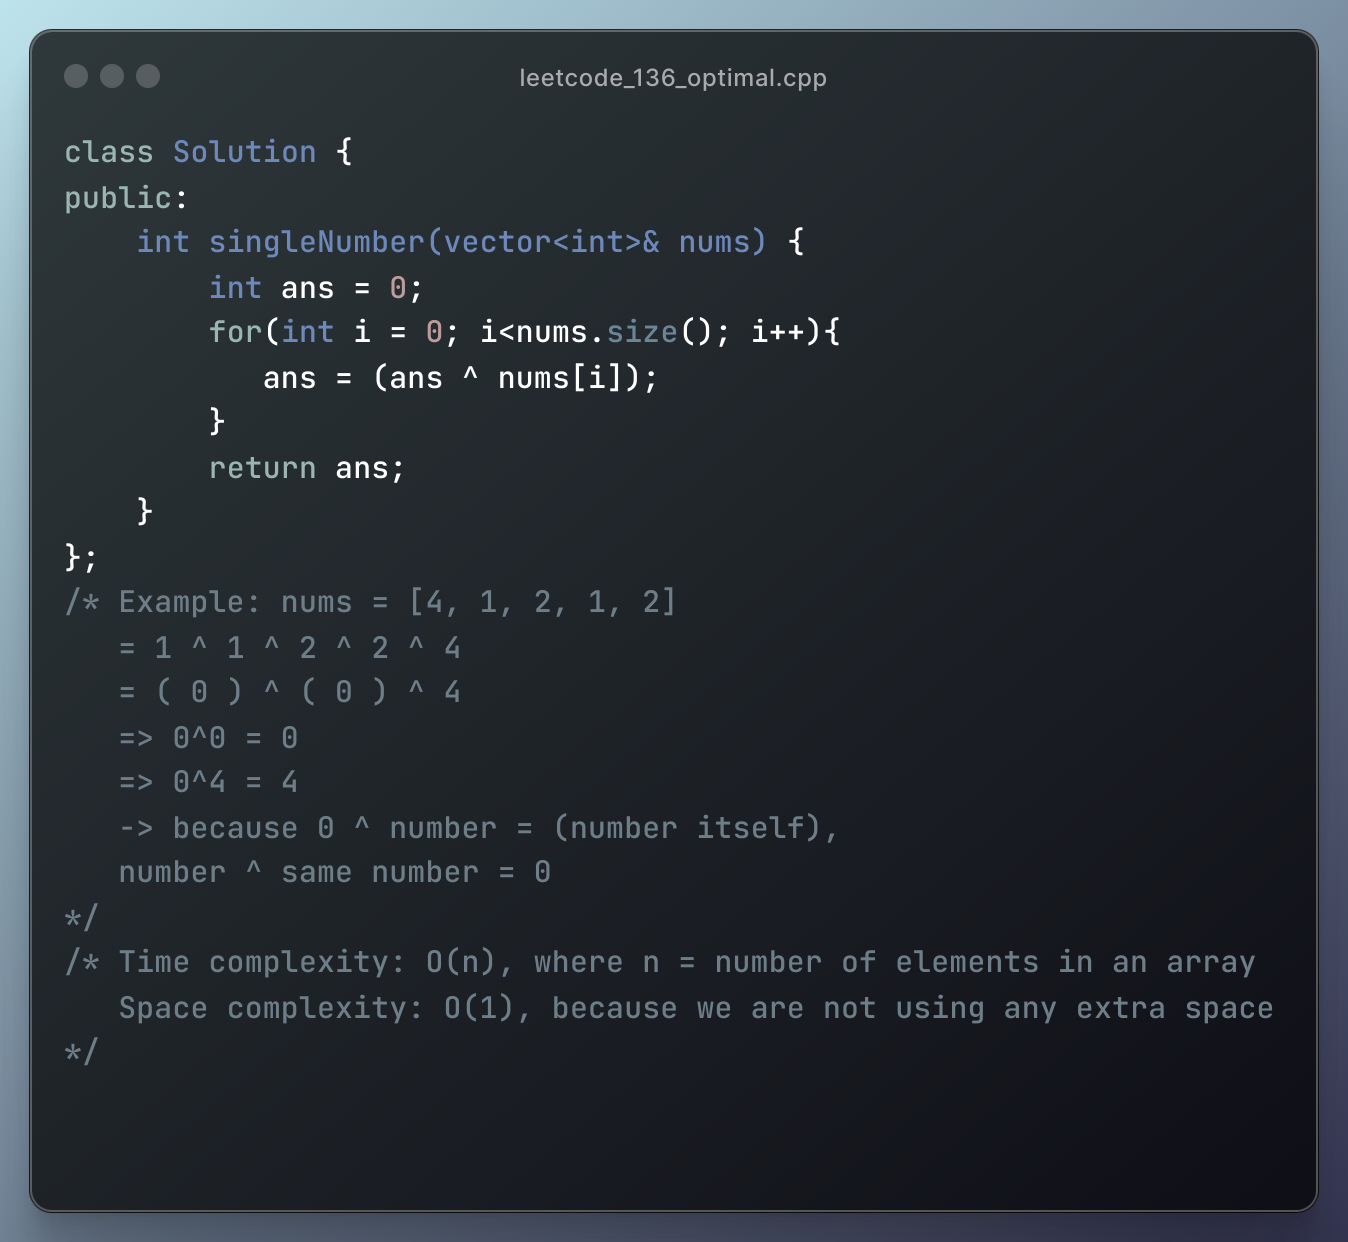 leetcode_136_optimal.cpp
class Solution {
public:
    int singleNumber(vector<int>& nums) {
        int ans = 0;
        for(int i = 0; i<nums.size(); i++){
           ans = (ans ^ nums[i]);
        }
        return ans;
    }
};
/* Example: nums = [4, 1, 2, 1, 2]
   = 1 ^ 1 ^ 2 ^ 2 ^ 4
   = ( 0 ) ^ ( 0 ) ^ 4
   => 0^0 = 0
   => 0^4 = 4
   -> because 0 ^ number = (number itself),
   number ^ same number = 0
*/
/* Time complexity: O(n), where n = number of elements in an array
   Space complexity: O(1), because we are not using any extra space
*/